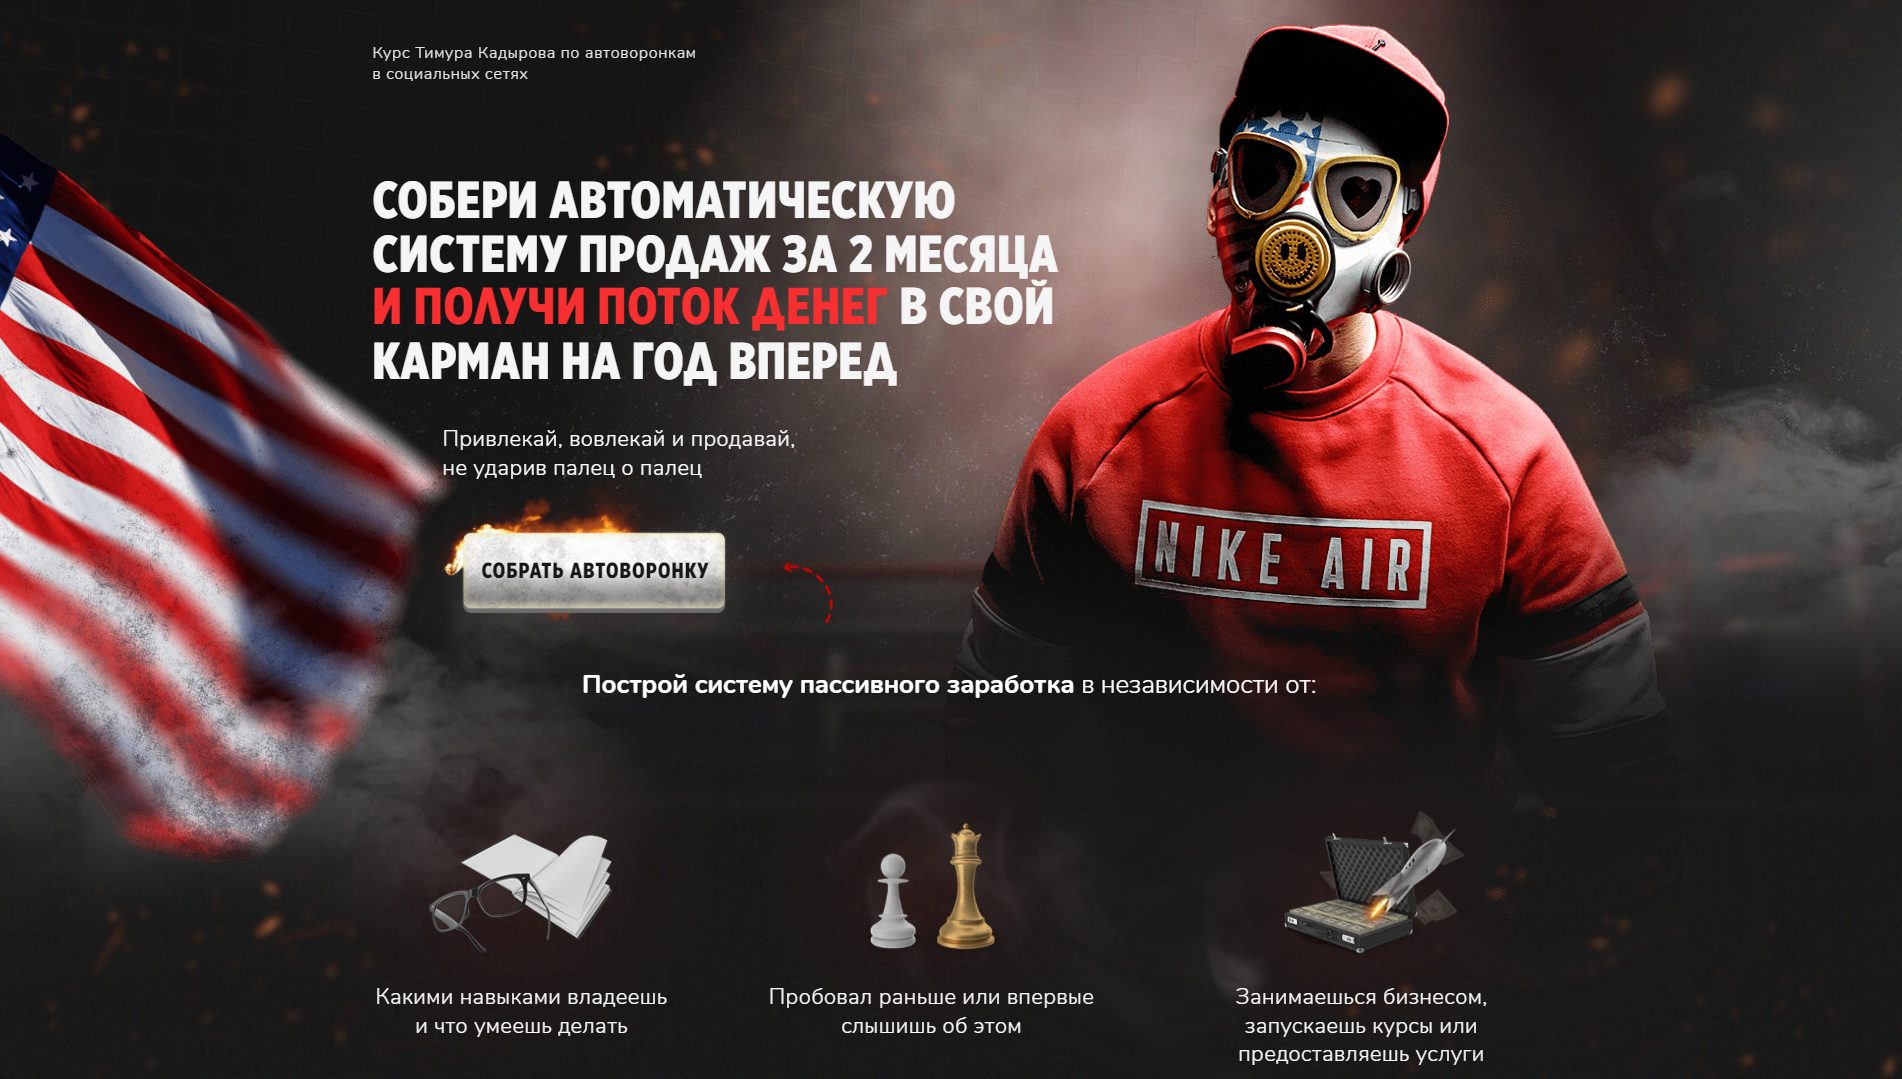 Курс Тимура Кадырова по автоворонкам
в социальных сетях
СОБЕРИ АВТОМАТИЧЕСКУЮ
СИСТЕМУ ПРОДАЖ ЗА 2 МЕСЯЦА
И ПОЛУЧИ ПОТОК ДЕНЕГ В СВОЙ
КАРМАН НА ГОД ВПЕРЕД
Привлекай, вовлекай и продавай,
не ударив палец о палец
СОБРАТЬ АВТОВОРОНКУ
NIKE AIR
Построй систему пассивного заработка в независимости от:
Какими навыками владеешь
и что умеешь делать
Пробовал раньше или впервые
слышишь об этом
Занимаешься бизнесом,
запускаешь курсы или
предоставляешь услуги